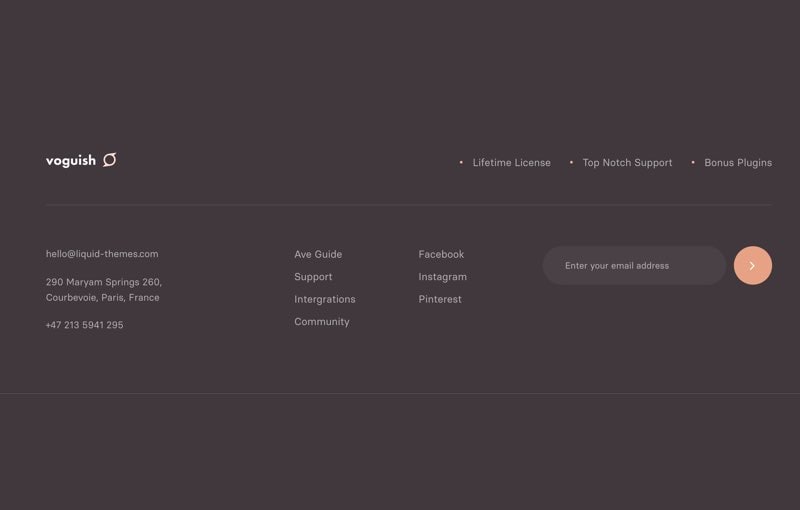 voguish
Lifetime License
Top Notch Support
Bonus Plugins
hello@liquid-themes.com
290 Maryam Springs 260,
Courbevoie, Paris, France
+47 213 5941 295
Ave Guide
Support
Intergrations
Community
Facebook
Instagram
Pinterest
Enter your email address